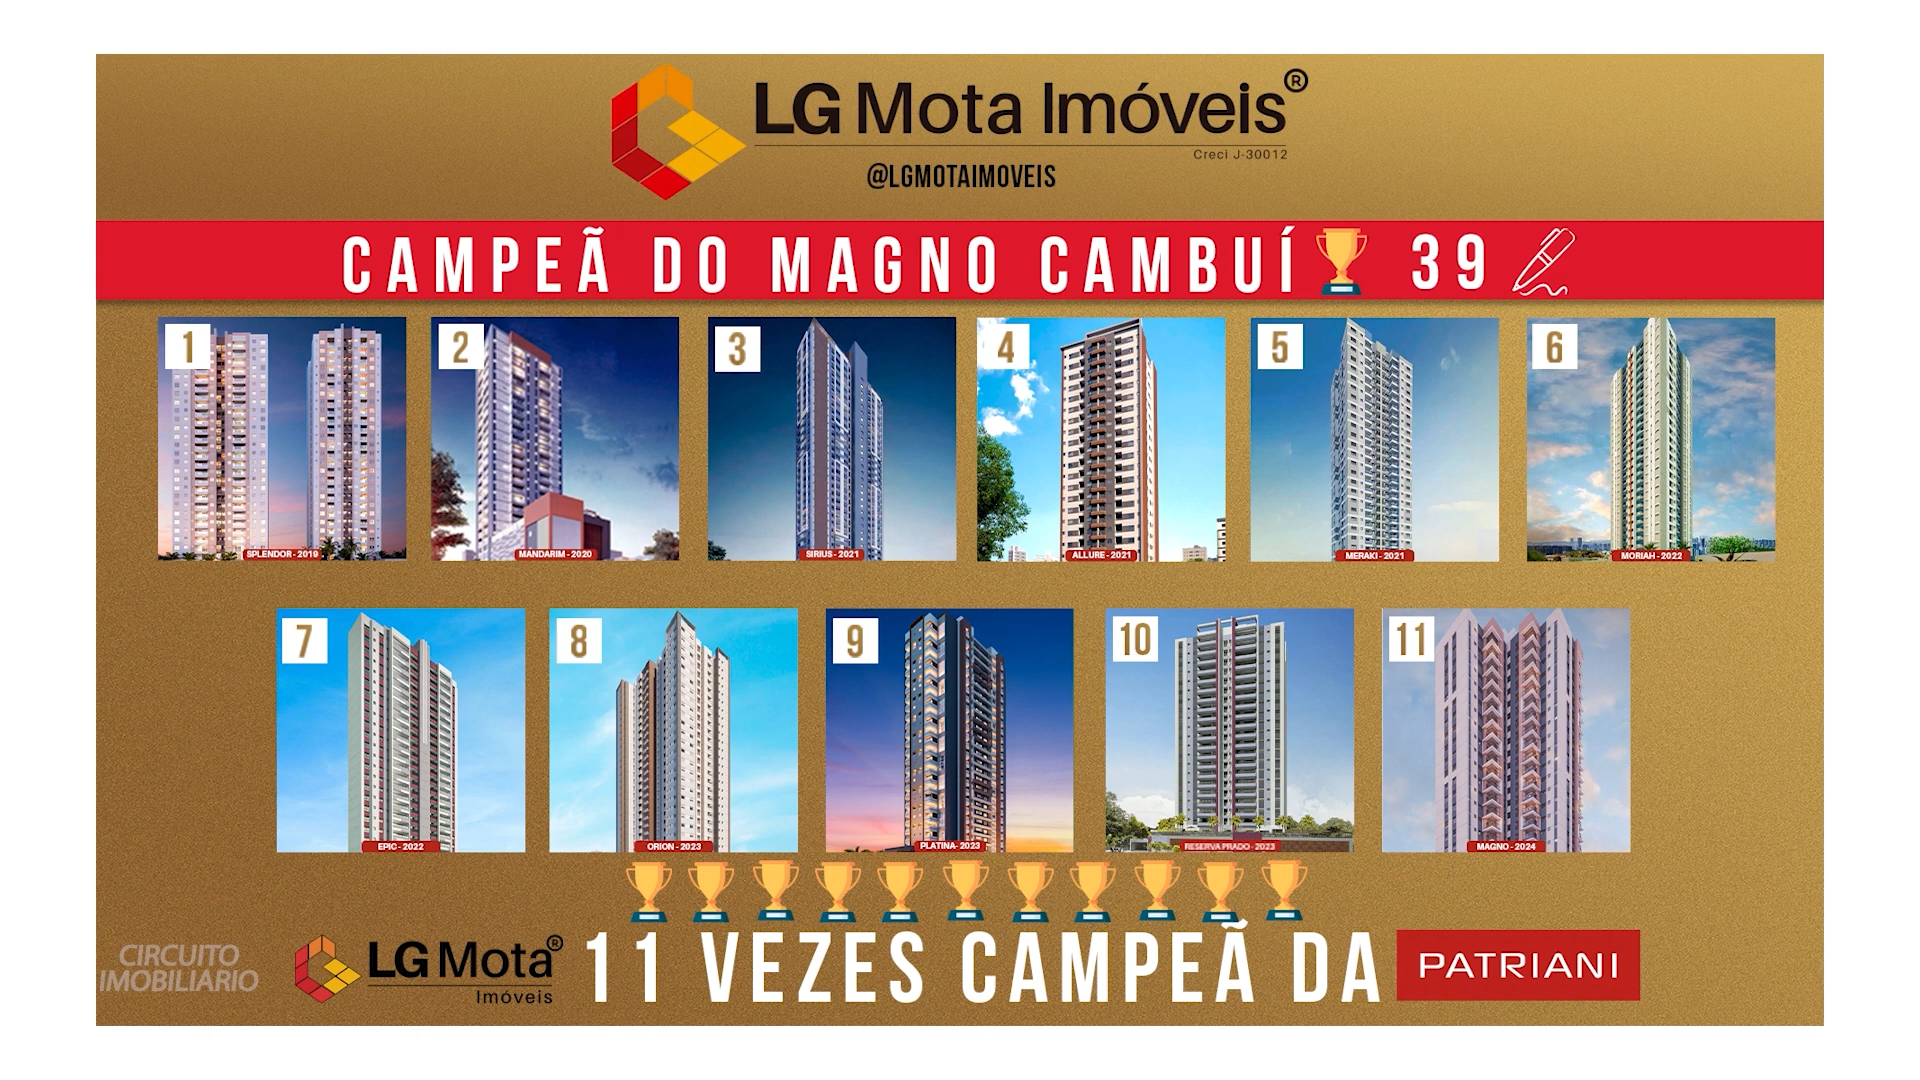 LG Mota Imóveis®
Creci J-30012
@LGMOTAIMOVEIS
CAMPEÃ DO MAGNO CAMBUÍ 39
1
2
3
4
5
6
SPLENDOR - 2019
MANDARIM - 2020
SIRIUS - 2021
ALLURE - 2021
MERAKI - 2021
MORIAH - 2022
7
8
9
10
11
EPIC - 2022
ORION - 2023
PLATINA- 2023
RESERVA PRADO - 2023
MAGNO - 2024
CIRCUITO
IMOBILIARIO
LG Mota®
Imóveis
11 VEZES CAMPEÃ DA
PATRIANI